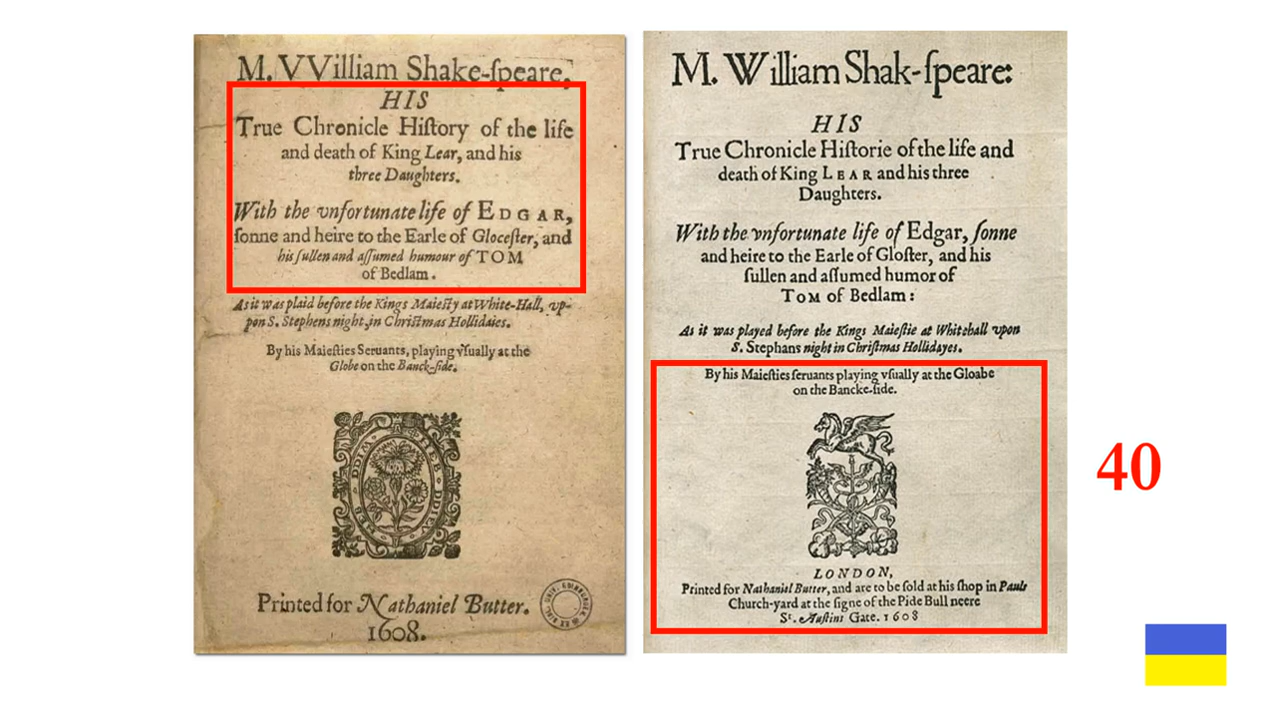 M. VVilliam Shake-ſpeare,
HIS
True Chronicle Hiſtory of the life
and death of King Lear, and his
three Daughters.
With the vnfortunate life of EDGAR,
ſonne and heire to the Earle of Gloceſter, and
his ſullen and aſſumed humour of TOM
of Bedlam.
As it was plaid before the Kings Maieſty at White-Hall, vp-
pon S. Stephens night, in Chriſtmas Hollidaies.
By his Maieſties Seruants, playing vſually at the
Globe on the Banck-ſide.
Printed for Nathaniel Butter.
1608.
M. William Shak-ſpeare:
HIS
True Chronicle Hiſtorie of the life and
death of King LEAR and his three
Daughters.
With the vnfortunate life of Edgar, ſonne
and heire to the Earle of Gloſter, and his
ſullen and aſſumed humor of
TOM of Bedlam:
As it was played before the Kings Maieſtie at Whitehall vpon
S. Stephans night in Chriſtmas Hollidayes.
By his Maieſties ſeruants playing vſually at the Gloabe
on the Bancke-ſide.
LONDON,
Printed for Nathaniel Butter, and are to be ſold at his ſhop in Pauls
Church-yard at the ſigne of the Pide Bull neere
St. Auſtins Gate. 1608
40